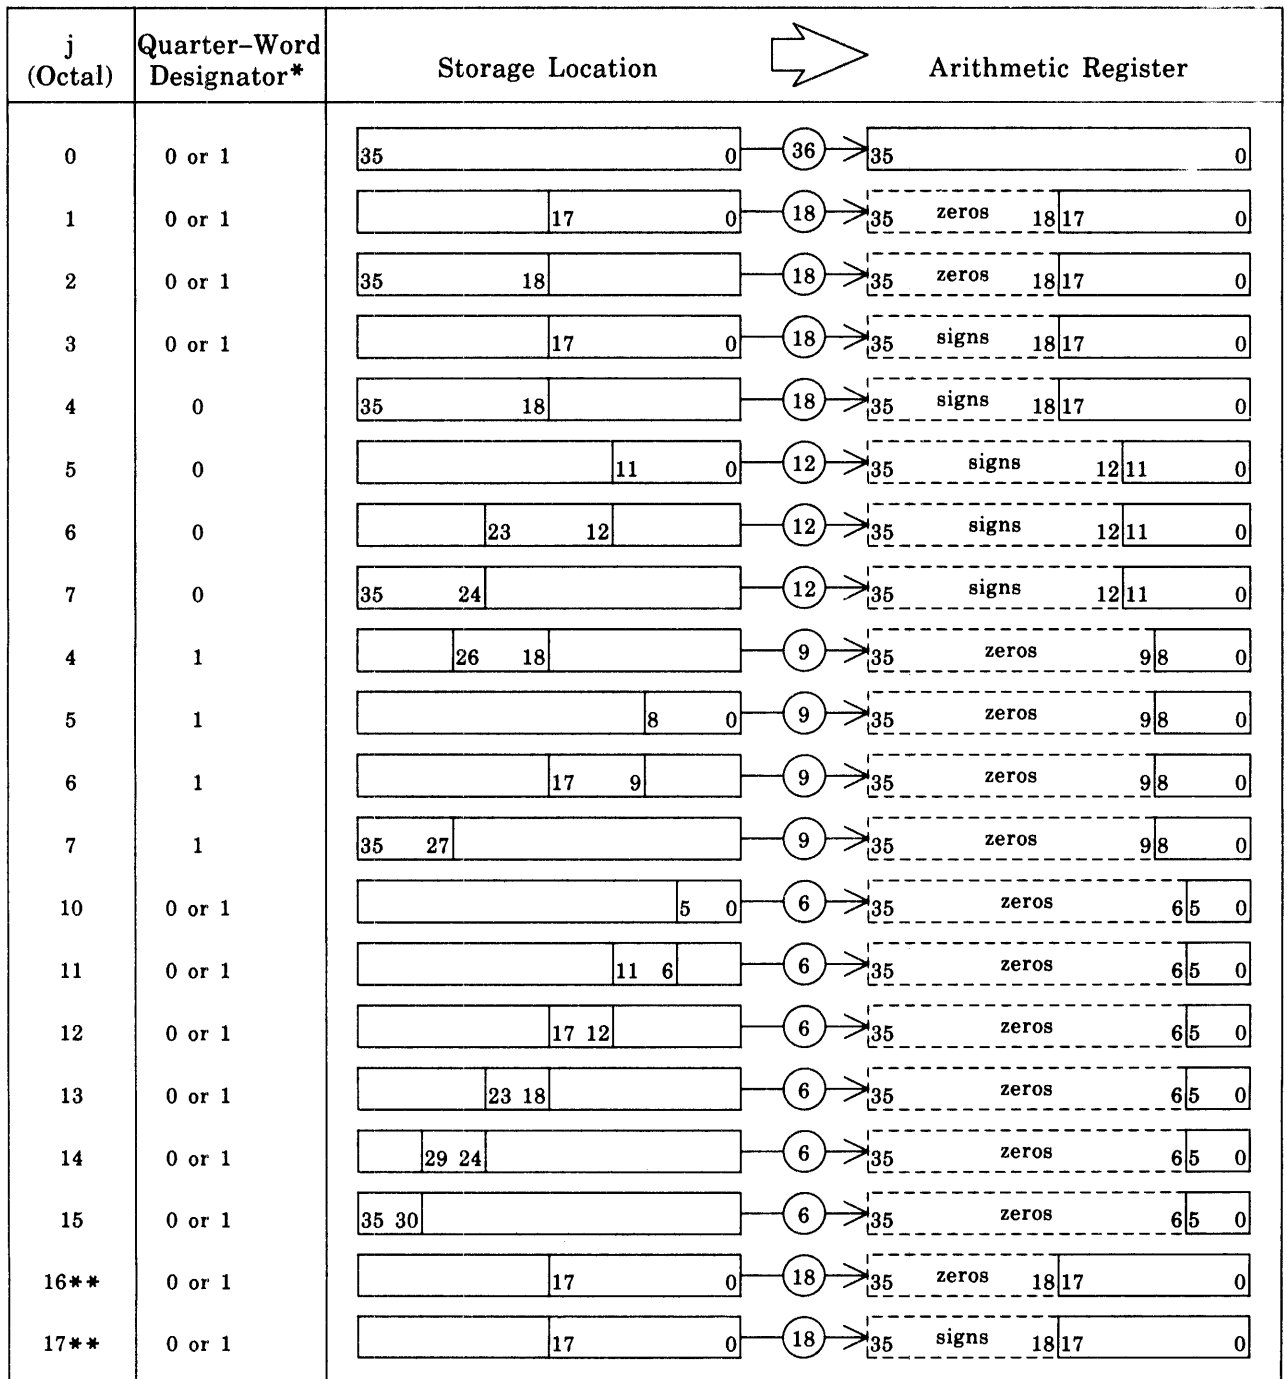 j
(Octal)
Quarter-Word
Designator*
Storage Location
Arithmetic Register
0 0 or 1 35 0 36 35 0
1 0 or 1 17 0 18 35 zeros 18 17 0
2 0 or 1 35 18 18 35 zeros 18 17 0
3 0 or 1 17 0 18 35 signs 18 17 0
4 0 35 18 18 35 signs 18 17 0
5 0 11 0 12 35 signs 12 11 0
6 0 23 12 12 35 signs 12 11 0
7 0 35 24 12 35 signs 12 11 0
4 1 26 18 9 35 zeros 9 8 0
5 1 8 0 9 35 zeros 9 8 0
6 1 17 9 9 35 zeros 9 8 0
7 1 35 27 9 35 zeros 9 8 0
10 0 or 1 5 0 6 35 zeros 6 5 0
11 0 or 1 11 6 6 35 zeros 6 5 0
12 0 or 1 17 12 6 35 zeros 6 5 0
13 0 or 1 23 18 6 35 zeros 6 5 0
14 0 or 1 29 24 6 35 zeros 6 5 0
15 0 or 1 35 30 6 35 zeros 6 5 0
16** 0 or 1 17 0 18 35 zeros 18 17 0
17** 0 or 1 17 0 18 35 signs 18 17 0